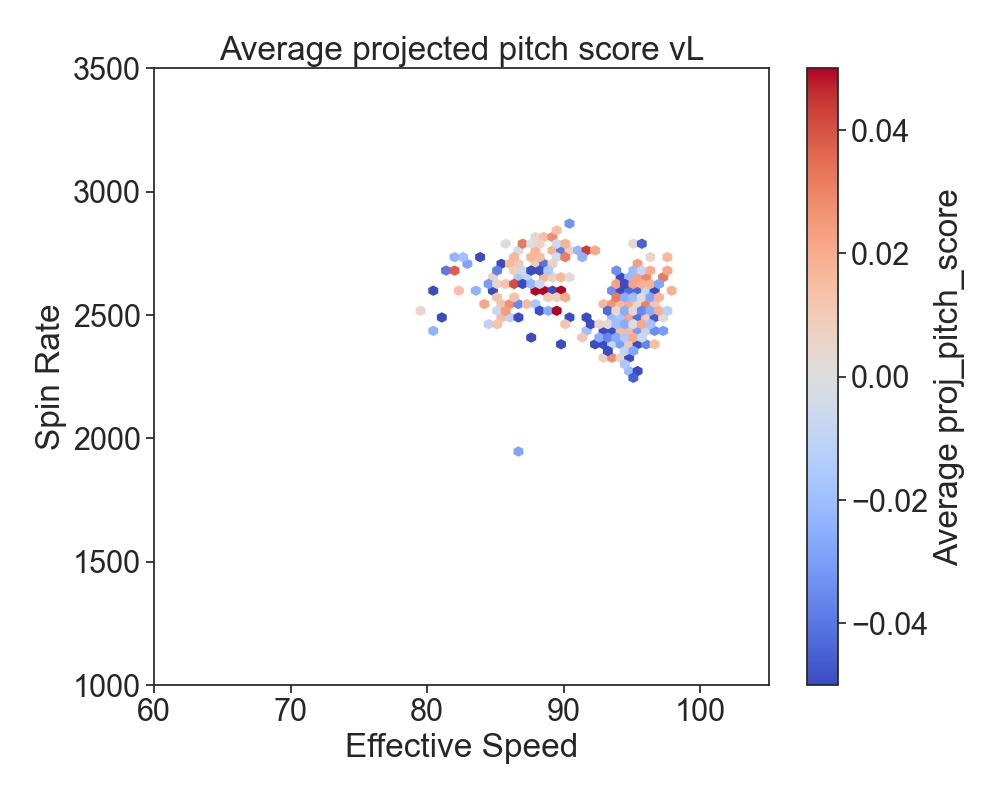 Average projected pitch score vL
3500
3000
2500
2000
1500
1000
Spin Rate
60 70 80 90 100
Effective Speed
0.04
0.02
0.00
−0.02
−0.04
Average proj_pitch_score